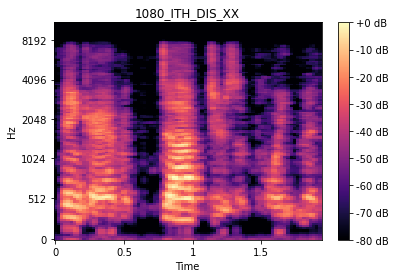 1080_ITH_DIS_XX
Hz
8192
4096
2048
1024
512
0
0
0.5
1
1.5
Time
+0 dB
-10 dB
-20 dB
-30 dB
-40 dB
-50 dB
-60 dB
-70 dB
-80 dB